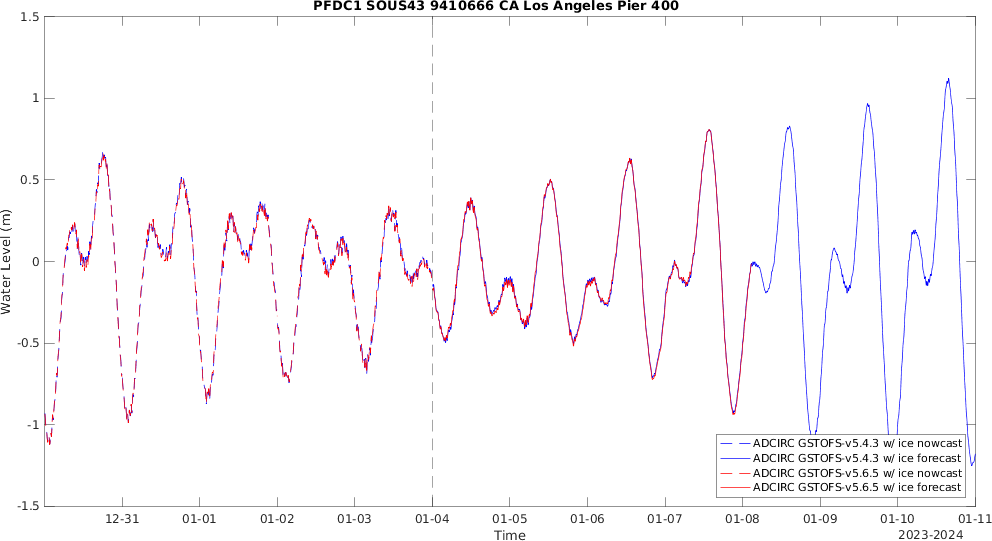 PFDC1 SOUS43 9410666 CA Los Angeles Pier 400
1.5
1
0.5
0
-0.5
-1
-1.5
Water Level (m)
ADCIRC GSTOFS-v5.4.3 w/ ice nowcast
ADCIRC GSTOFS-v5.4.3 w/ ice forecast
ADCIRC GSTOFS-v5.6.5 w/ ice nowcast
ADCIRC GSTOFS-v5.6.5 w/ ice forecast
12-31 01-01 01-02 01-03 01-04 01-05 01-06 01-07 01-08 01-09 01-10 01-11
Time
2023-2024